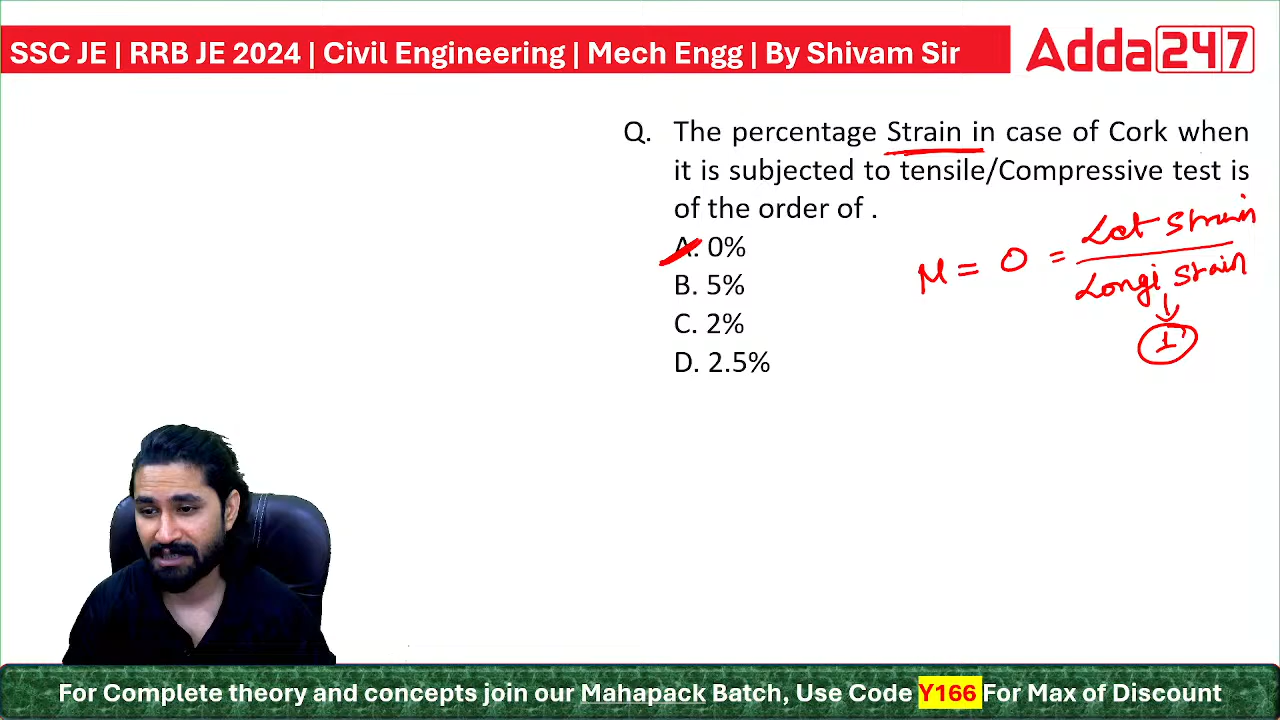 SSC JE | RRB JE 2024 | Civil Engineering | Mech Engg | By Shivam Sir
Adda247
Q. The percentage Strain in case of Cork when
it is subjected to tensile/Compressive test is
of the order of .
A. 0%
B. 5%
C. 2%
D. 2.5%
μ = 0 = Lat Strain
Longi Strain
1
For Complete theory and concepts join our Mahapack Batch, Use Code Y166 For Max of Discount